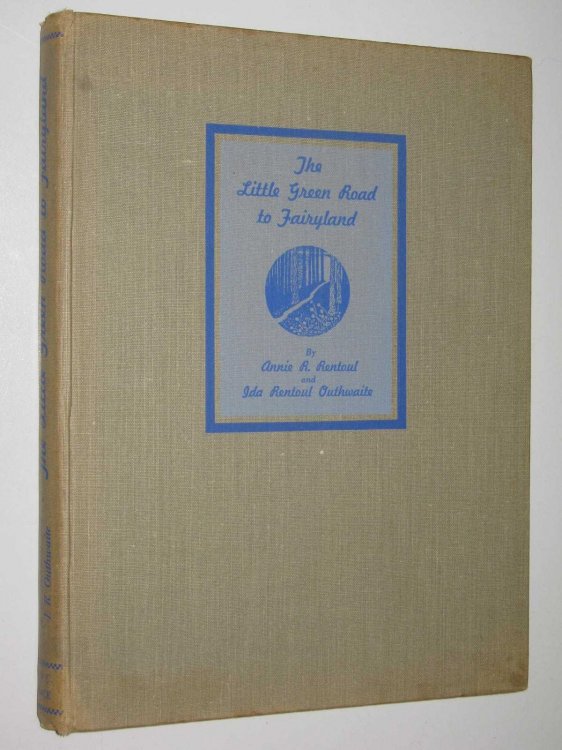 The
Little Green Road
to Fairyland
By
Annie R. Rentoul
and
Ida Rentoul Outhwaite
The Little Green Road to Fairyland
I. R. Outhwaite